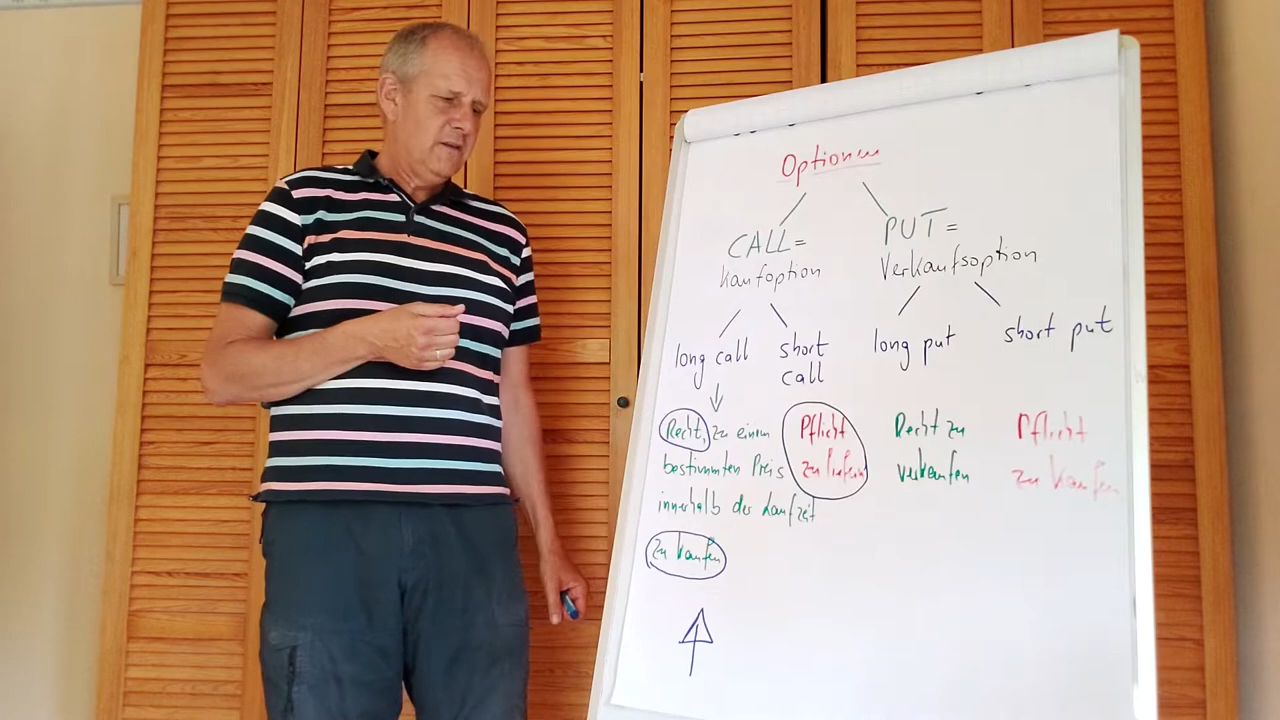 Optionen
CALL =
Kaufoption
PUT =
Verkaufsoption
long call
short
call
long put
short put
Recht, zu einem
bestimmten Preis
innerhalb der Laufzeit
zu kaufen
Pflicht
zu liefern
Recht zu
verkaufen
Pflicht
zu kaufen